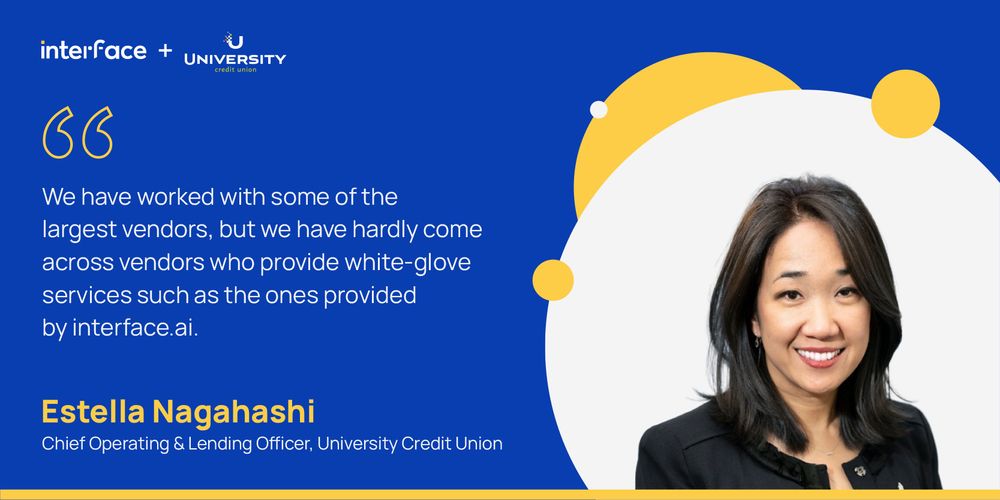 interface + UNIVERSITY
credit union
We have worked with some of the
largest vendors, but we have hardly come
across vendors who provide white-glove
services such as the ones provided
by interface.ai.
Estella Nagahashi
Chief Operating & Lending Officer, University Credit Union